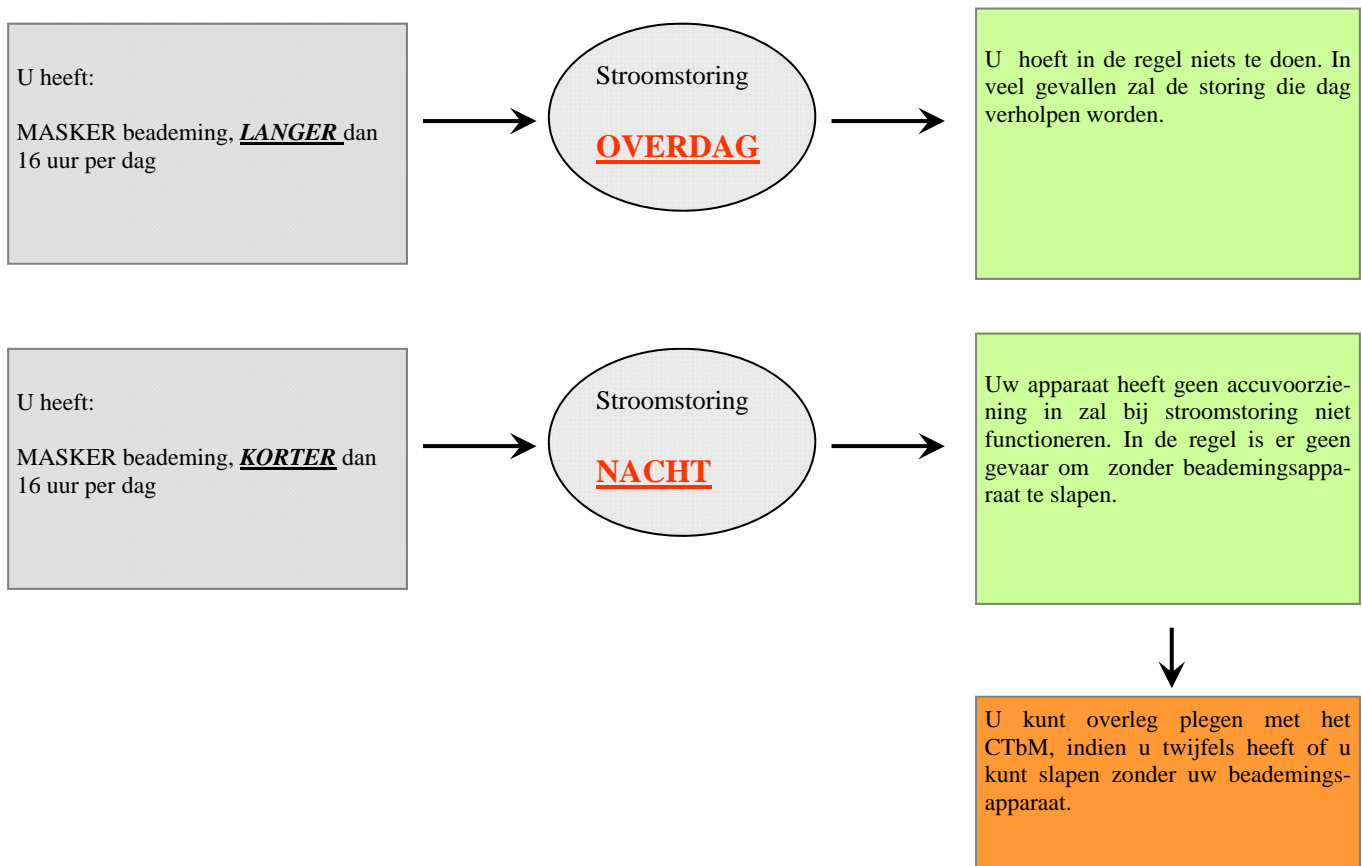 U heeft:
MASKER beademing, LANGER dan
16 uur per dag
Stroomstoring
OVERDAG
U hoeft in de regel niets te doen. In
veel gevallen zal de storing die dag
verholpen worden.
U heeft:
MASKER beademing, KORTER dan
16 uur per dag
Stroomstoring
NACHT
Uw apparaat heeft geen accuvoorzie-
ning in zal bij stroomstoring niet
functioneren. In de regel is er geen
gevaar om zonder beademingsappa-
raat te slapen.
U kunt overleg plegen met het
CTbM, indien u twijfels heeft of u
kunt slapen zonder uw beademings-
apparaat.